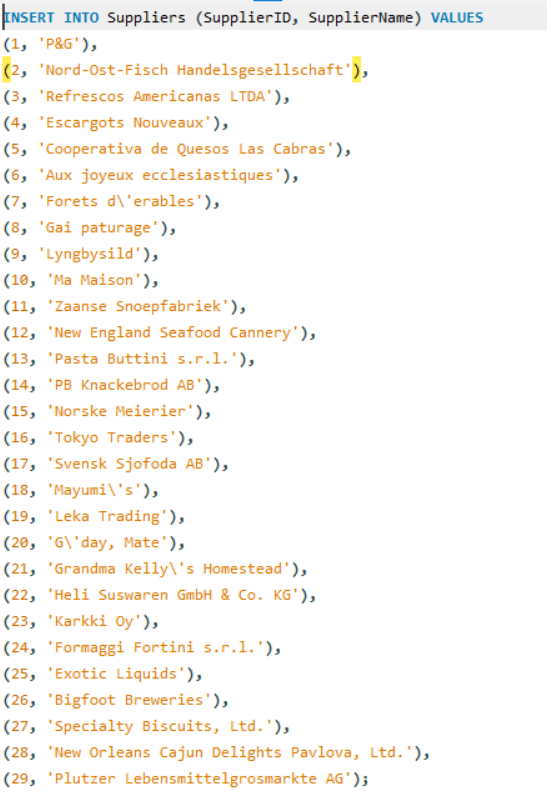 INSERT INTO Suppliers (SupplierID, SupplierName) VALUES
(1, 'P&G'),
(2, 'Nord-Ost-Fisch Handelsgesellschaft'),
(3, 'Refrescos Americanas LTDA'),
(4, 'Escargots Nouveaux'),
(5, 'Cooperativa de Quesos Las Cabras'),
(6, 'Aux joyeux ecclesiastiques'),
(7, 'Forets d\'erables'),
(8, 'Gai paturage'),
(9, 'Lyngbysild'),
(10, 'Ma Maison'),
(11, 'Zaanse Snoepfabriek'),
(12, 'New England Seafood Cannery'),
(13, 'Pasta Buttini s.r.l.'),
(14, 'PB Knackebrod AB'),
(15, 'Norske Meierier'),
(16, 'Tokyo Traders'),
(17, 'Svensk Sjofoda AB'),
(18, 'Mayumi\'s'),
(19, 'Leka Trading'),
(20, 'G\'day, Mate'),
(21, 'Grandma Kelly\'s Homestead'),
(22, 'Heli Suswaren GmbH & Co. KG'),
(23, 'Karkki Oy'),
(24, 'Formaggi Fortini s.r.l.'),
(25, 'Exotic Liquids'),
(26, 'Bigfoot Breweries'),
(27, 'Specialty Biscuits, Ltd.'),
(28, 'New Orleans Cajun Delights Pavlova, Ltd.'),
(29, 'Plutzer Lebensmittelgrosmarkte AG');